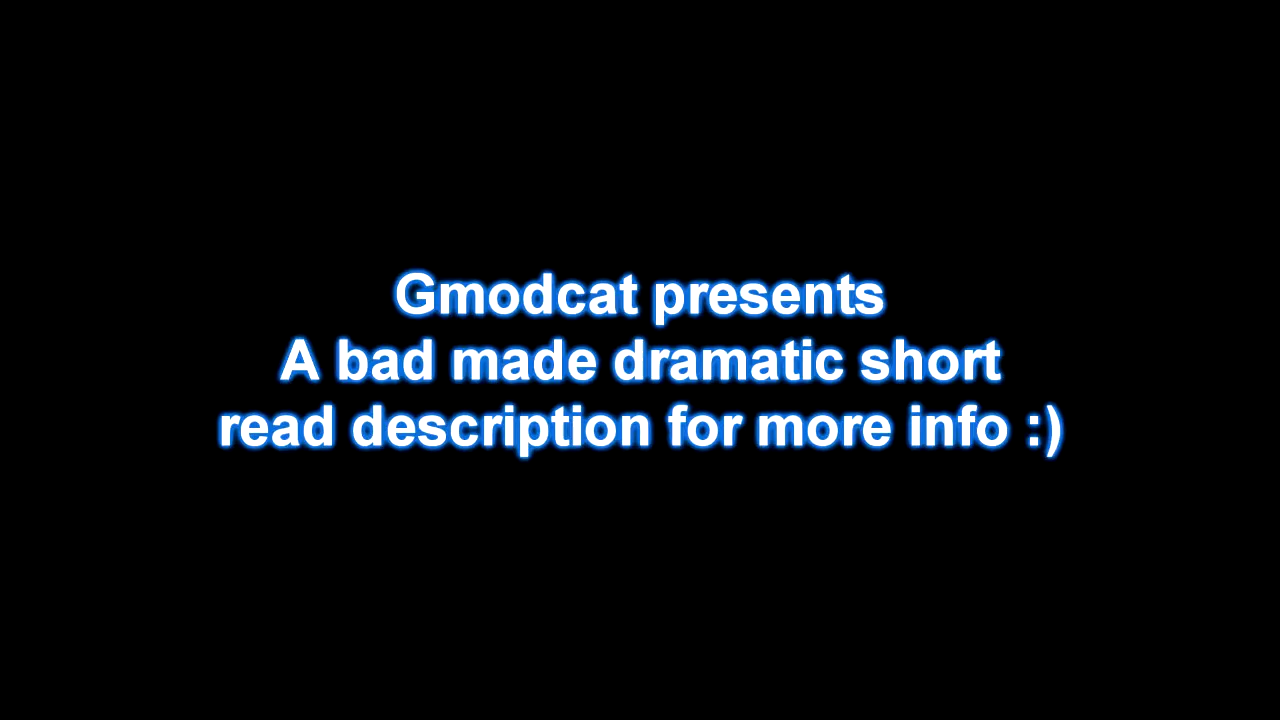 Gmodcat presents
A bad made dramatic short
read description for more info :)